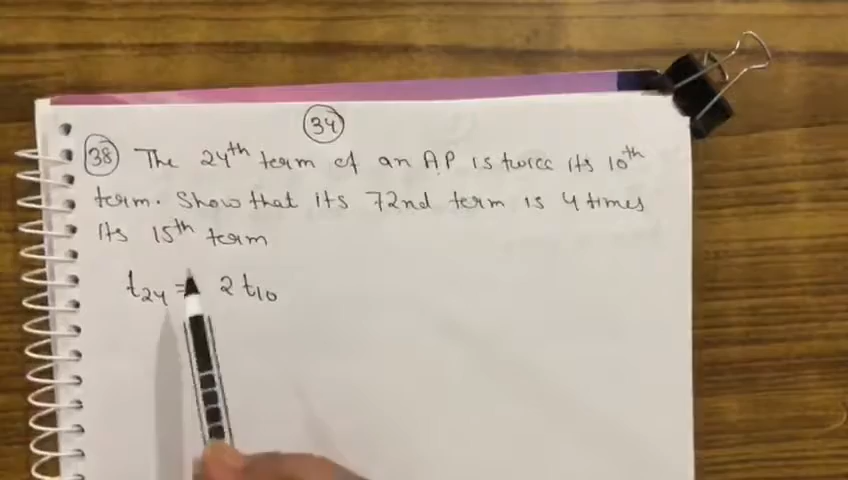 34
38 The 24th term of an A.P is twice its 10th
term. Show that its 72nd term is 4 times
its 15th term
t24 = 2 t10